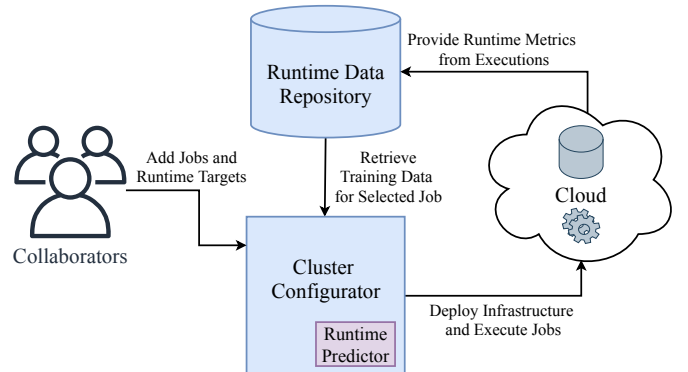 Provide Runtime Metrics
from Executions
Runtime Data
Repository
Add Jobs and
Runtime Targets
Retrieve
Training Data
for Selected Job
Cloud
Collaborators
Cluster
Configurator
Deploy Infrastructure
and Execute Jobs
Runtime
Predictor